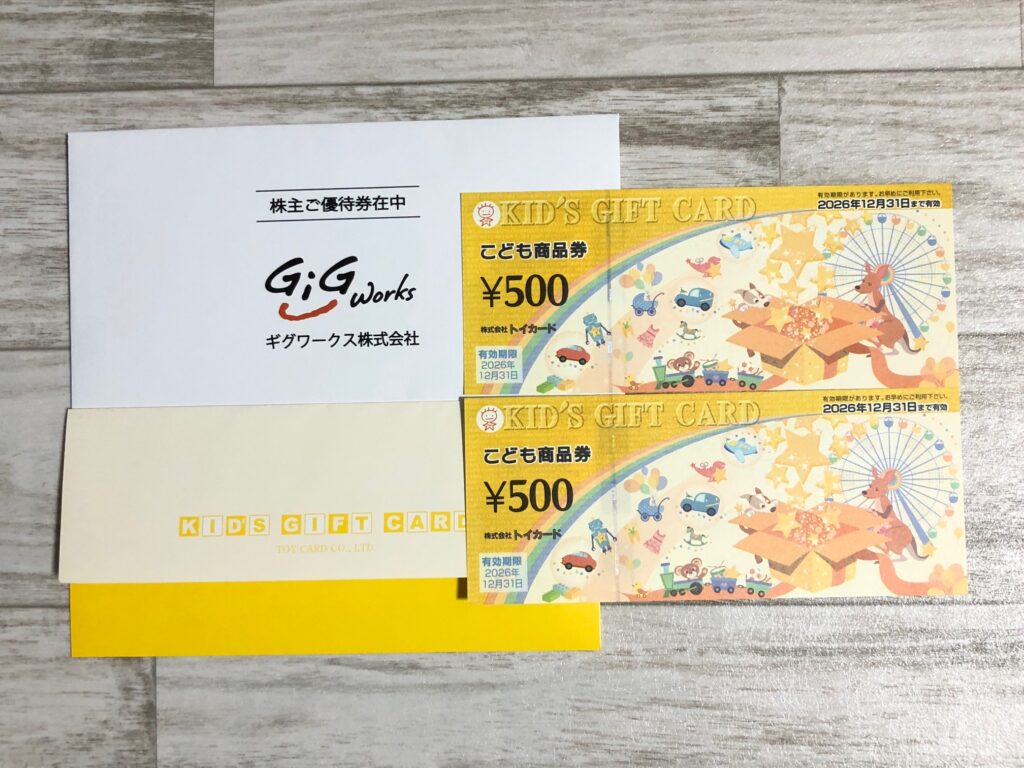 株主ご優待券在中
GiG works
ギグワークス株式会社
KID'S GIFT CARD
TOY CARD CO., LTD.
KID'S GIFT CARD
有効期限があります。お早めにご利用下さい。
2026年12月31日まで有効
こども商品券
¥500
株式会社トイカード
有効期限
2026年
12月31日
KID'S GIFT CARD
有効期限があります。お早めにご利用下さい。
2026年12月31日まで有効
こども商品券
¥500
株式会社トイカード
有効期限
2026年
12月31日